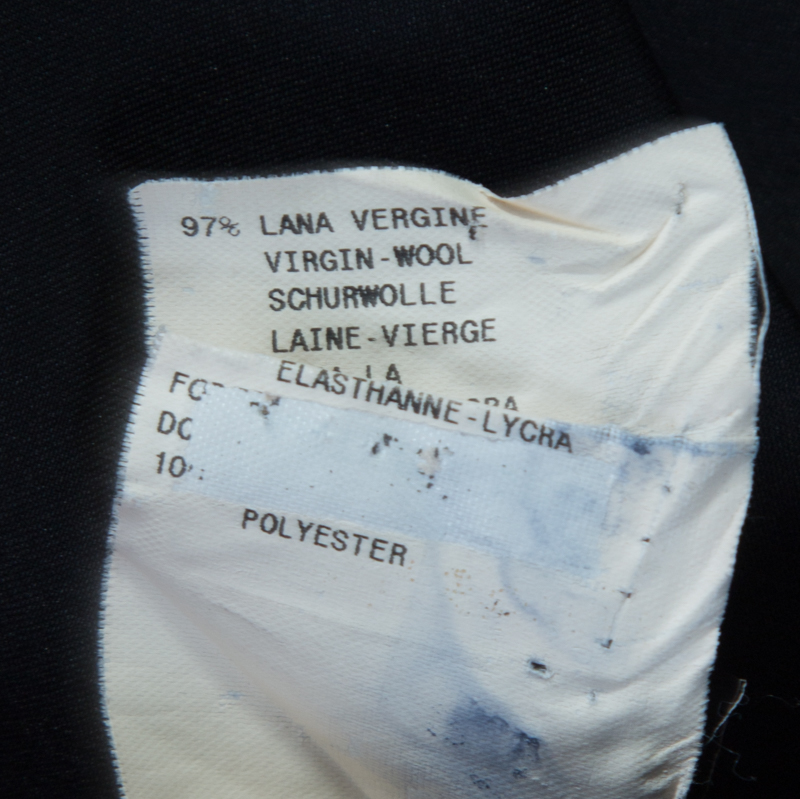 97% LANA VERGINE
VIRGIN-WOOL
SCHURWOLLE
LAINE-VIERGE
ELASTHANNE-LYCRA
POLYESTER